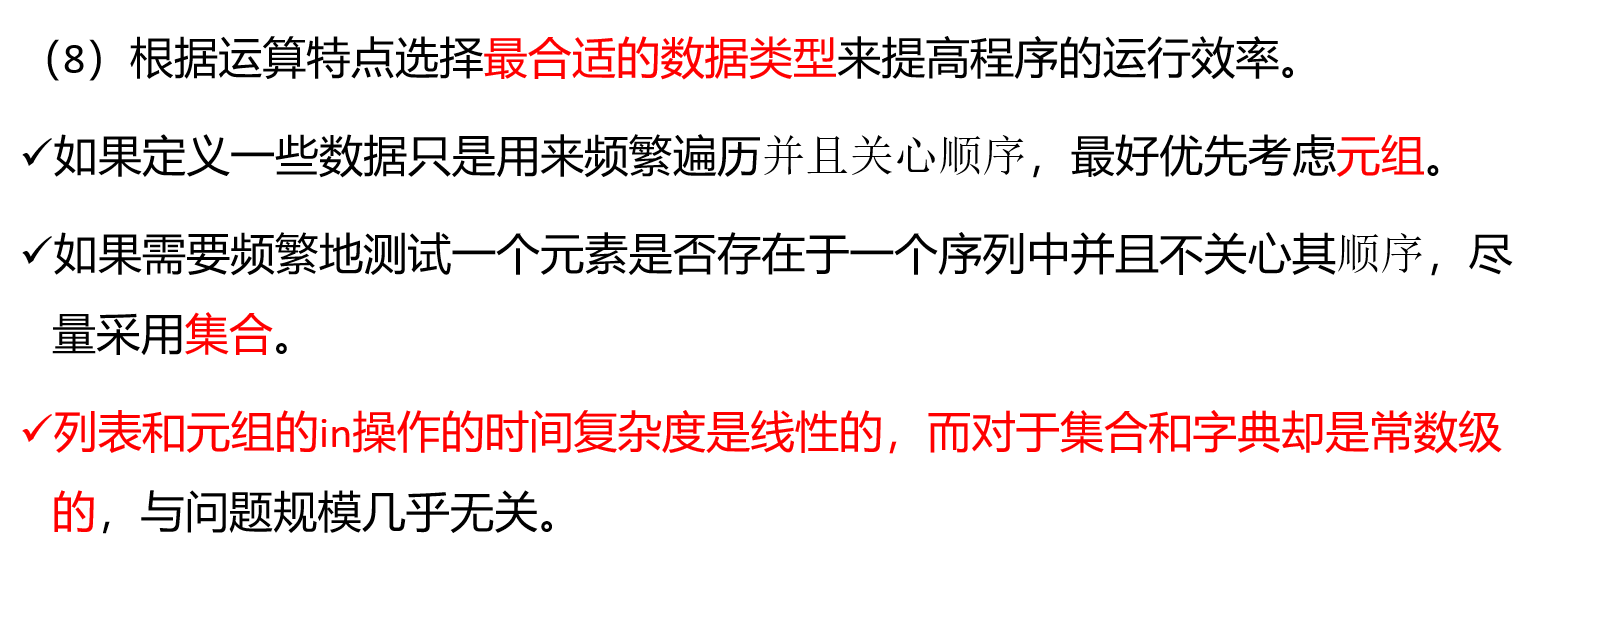 （8）根据运算特点选择最合适的数据类型来提高程序的运行效率。
✓如果定义一些数据只是用来频繁遍历并且关心顺序，最好优先考虑元组。
✓如果需要频繁地测试一个元素是否存在于一个序列中并且不关心其顺序，尽
量采用集合。
✓列表和元组的in操作的时间复杂度是线性的，而对于集合和字典却是常数级
的，与问题规模几乎无关。